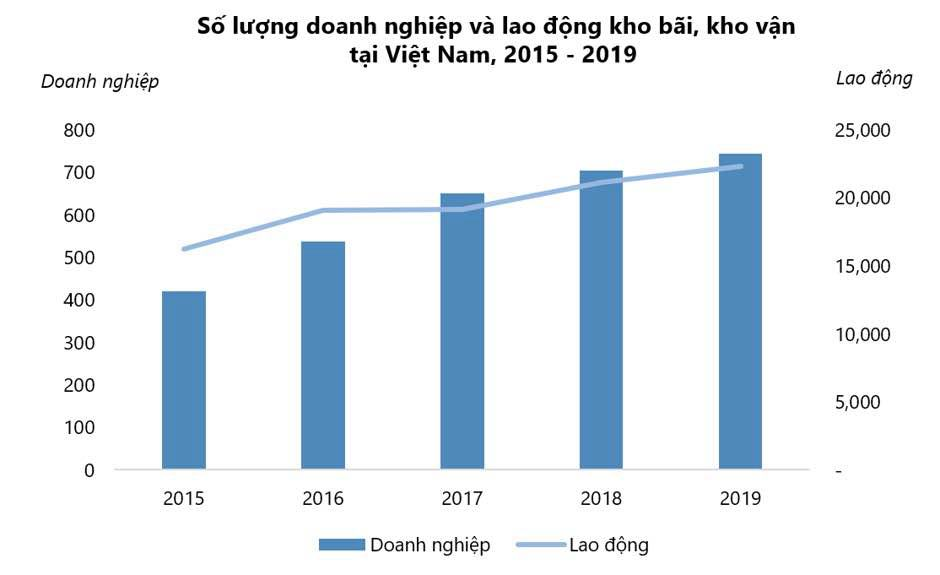 Số lượng doanh nghiệp và lao động kho bãi, kho vận
tại Việt Nam, 2015 - 2019
Doanh nghiệp
Lao động
800
700
600
500
400
300
200
100
0
25,000
20,000
15,000
10,000
5,000
-
2015 2016 2017 2018 2019
Doanh nghiệp Lao động